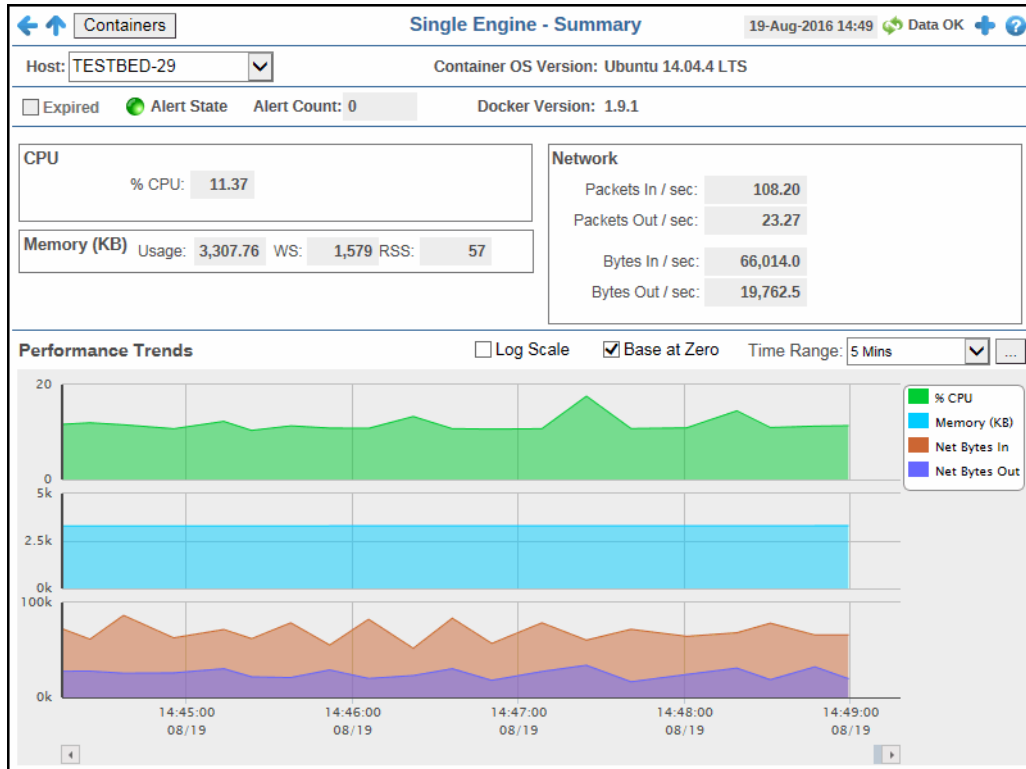 Containers Single Engine - Summary 19-Aug-2016 14:49 Data OK
Host: TESTBED-29 Container OS Version: Ubuntu 14.04.4 LTS
Expired Alert State Alert Count: 0 Docker Version: 1.9.1
CPU
% CPU: 11.37
Memory (KB) Usage: 3,307.76 WS: 1,579 RSS: 57
Network
Packets In / sec: 108.20
Packets Out / sec: 23.27
Bytes In / sec: 66,014.0
Bytes Out / sec: 19,762.5
Performance Trends Log Scale Base at Zero Time Range: 5 Mins ...
20
0
5k
2.5k
0k
100k
0k
14:45:00 14:46:00 14:47:00 14:48:00 14:49:00
08/19 08/19 08/19 08/19 08/19
% CPU
Memory (KB)
Net Bytes In
Net Bytes Out